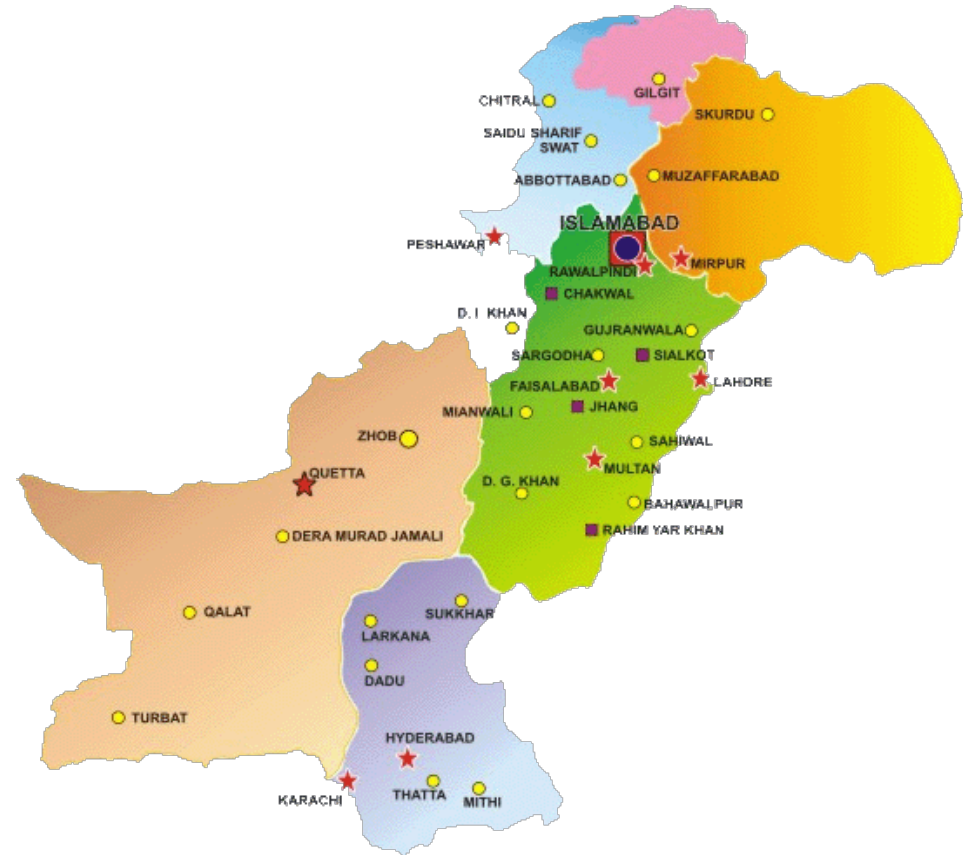 GILGIT
CHITRAL
SKURDU
SAIDU SHARIF
SWAT
ABBOTTABAD
MUZAFFARABAD
ISLAMABAD
PESHAWAR
MIRPUR
RAWALPINDI
CHAKWAL
D. I KHAN
GUJRANWALA
SARGODHA
SIALKOT
FAISALABAD
LAHORE
MIANWALI
JHANG
ZHOB
SAHIWAL
MULTAN
QUETTA
D. G. KHAN
BAHAWALPUR
RAHIM YAR KHAN
DERA MURAD JAMALI
QALAT
SUKKHAR
LARKANA
DADU
TURBAT
HYDERABAD
KARACHI
THATTA
MITHI